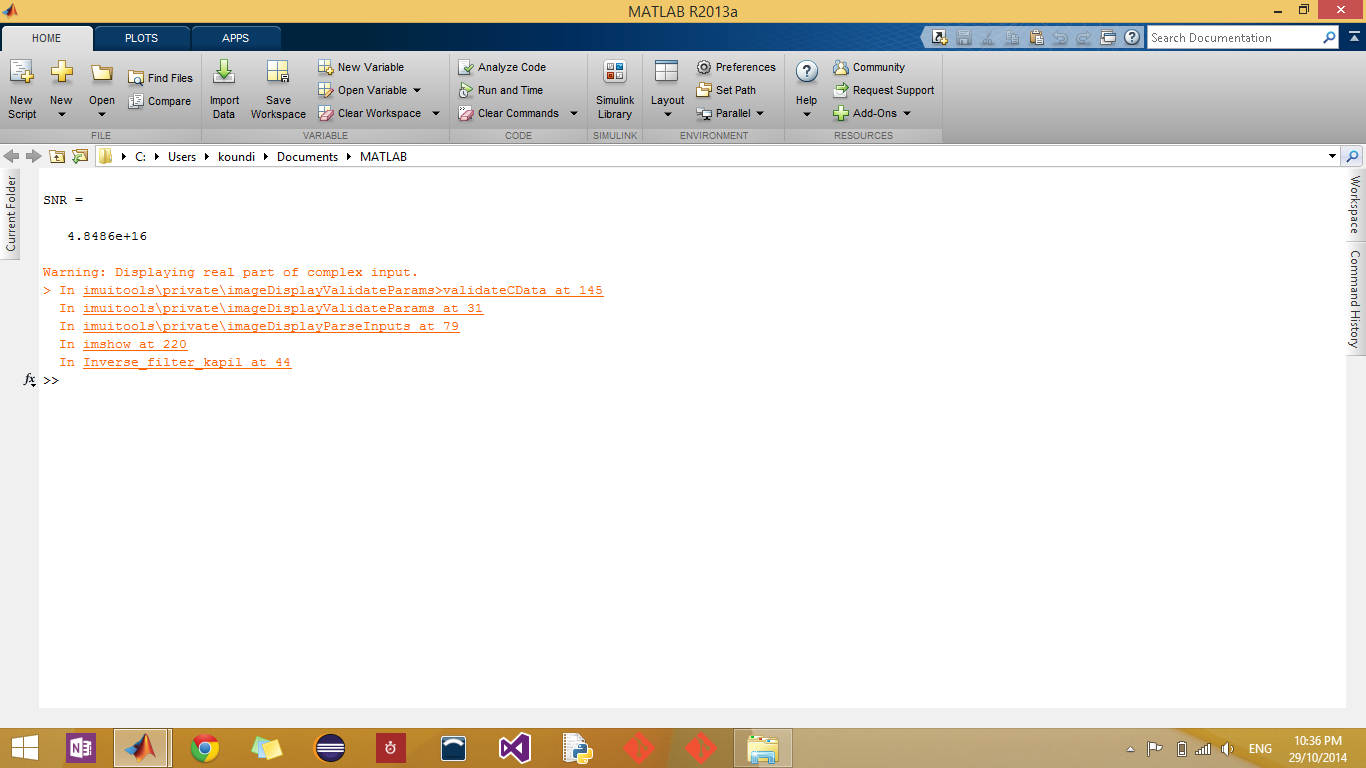 MATLAB R2013a
HOME PLOTS APPS
Search Documentation
New Script
New
Open
Find Files
Compare
FILE
Import Data
Save Workspace
New Variable
Open Variable
Clear Workspace
VARIABLE
Analyze Code
Run and Time
Clear Commands
CODE
Simulink Library
SIMULINK
Layout
Preferences
Set Path
Parallel
ENVIRONMENT
Help
Community
Request Support
Add-Ons
RESOURCES
C: Users koundi Documents MATLAB
Current Folder
Workspace
Command History
SNR =
4.8486e+16
Warning: Displaying real part of complex input.
> In imuitools\private\imageDisplayValidateParams>validateCData at 145
In imuitools\private\imageDisplayValidateParams at 31
In imuitools\private\imageDisplayParseInputs at 79
In imshow at 220
In Inverse_filter_kapil at 44
fx >>
ENG
10:36 PM
29/10/2014